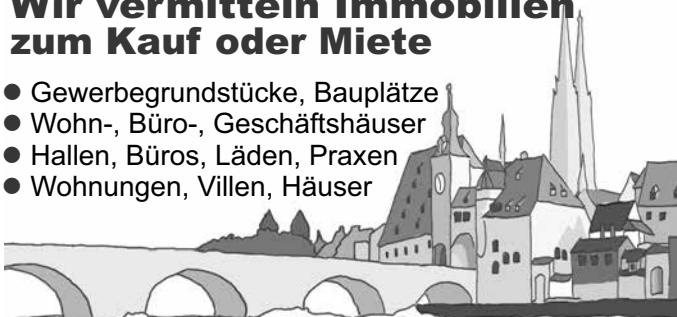 Wir vermitteln Immobilien
zum Kauf oder Miete
● Gewerbegrundstücke, Bauplätze
● Wohn-, Büro-, Geschäftshäuser
● Hallen, Büros, Läden, Praxen
● Wohnungen, Villen, Häuser